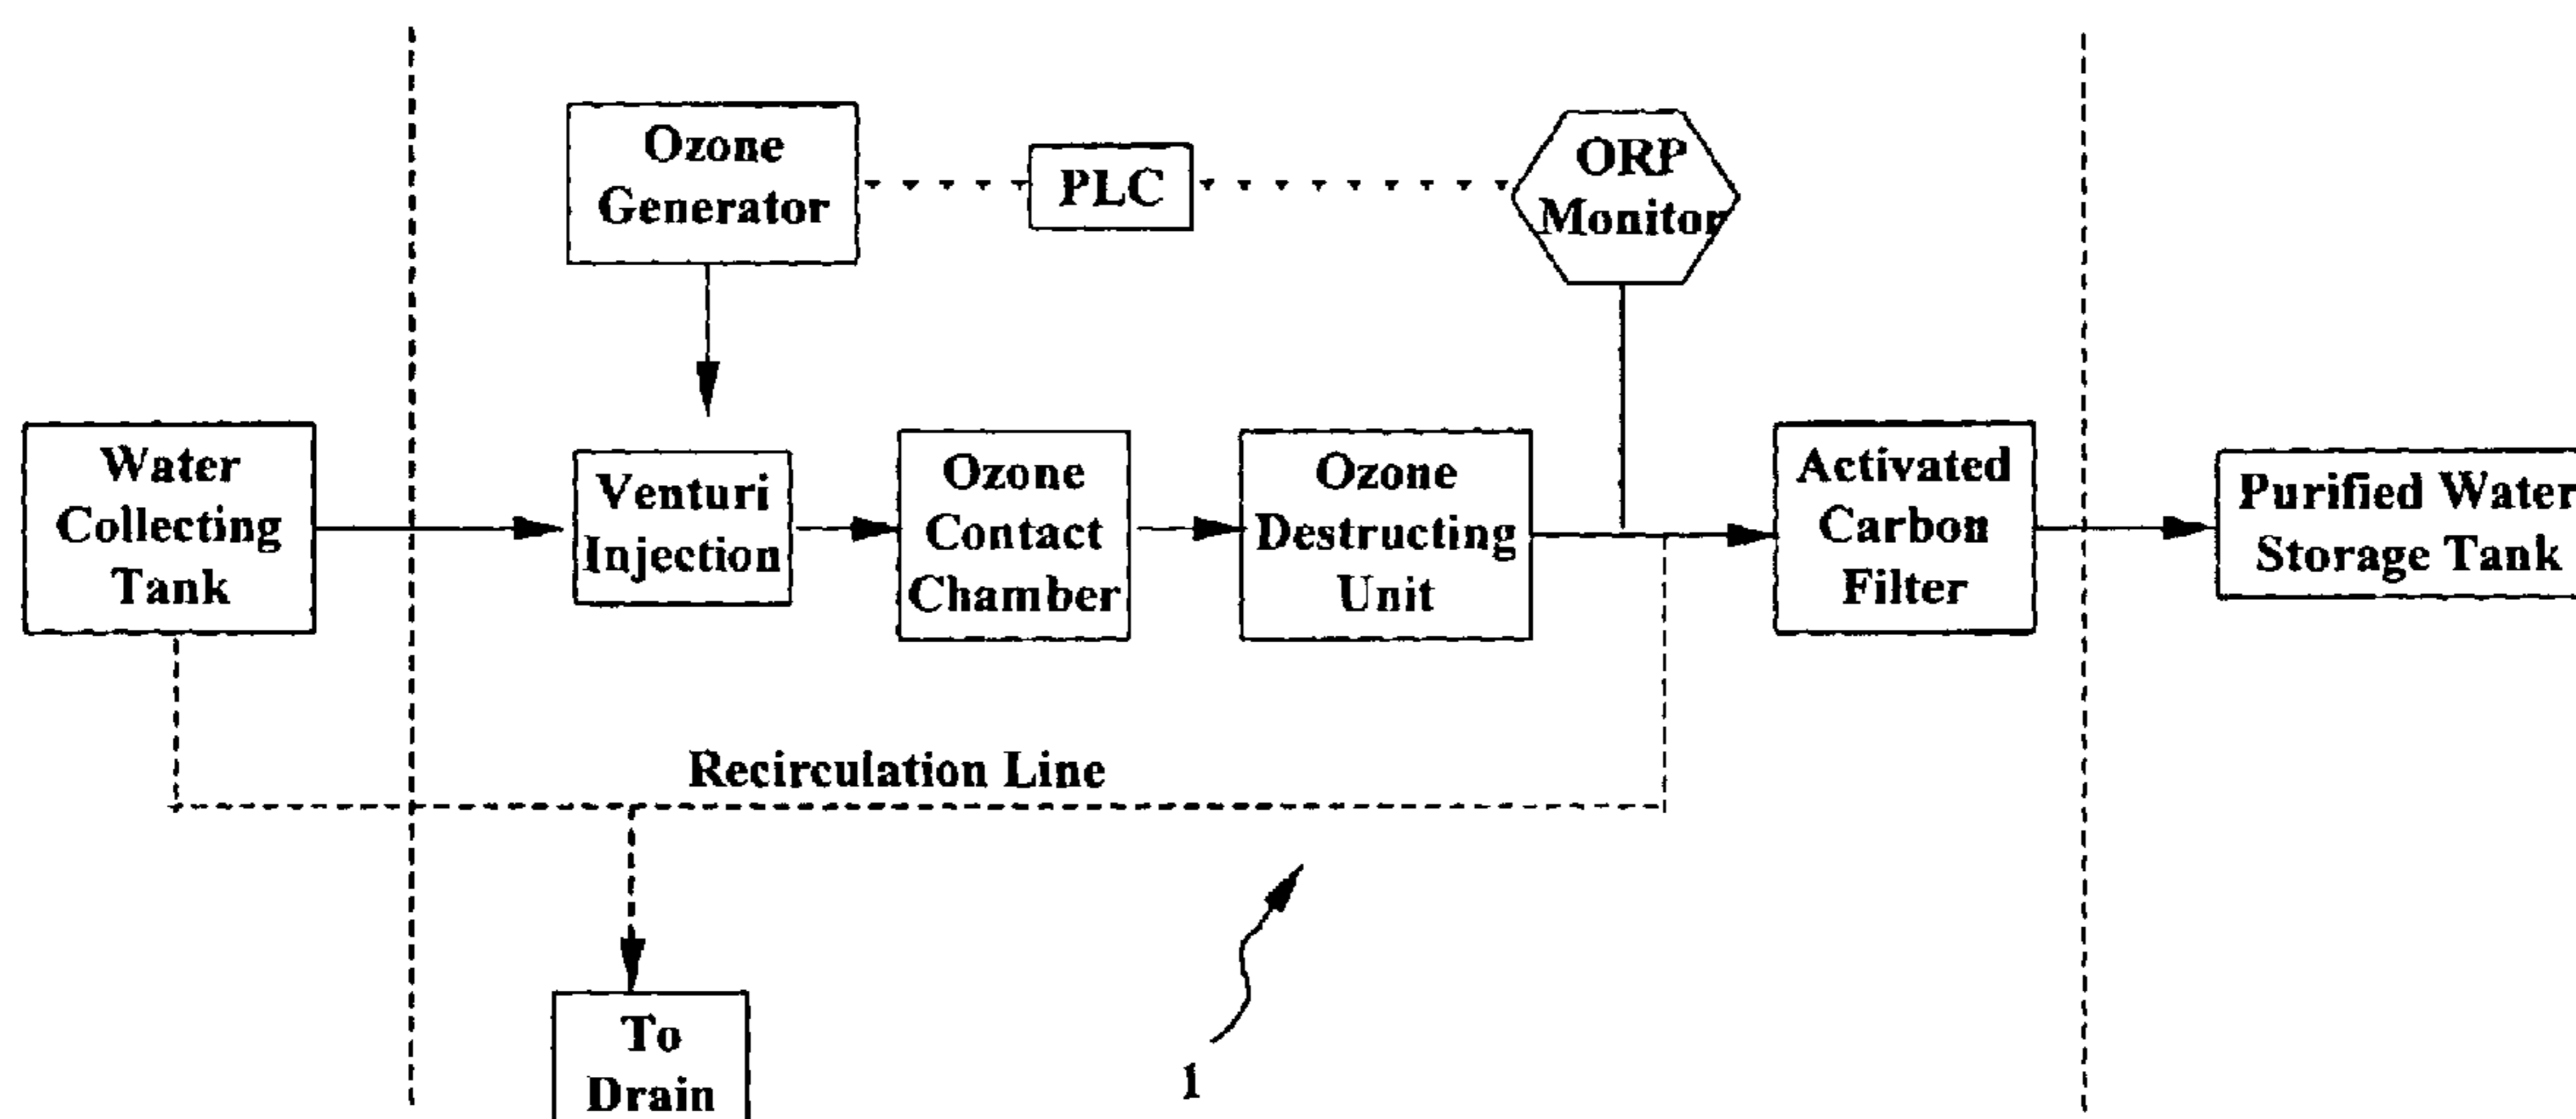 Ozone
Generator
PLC
ORP
Monitor
Water
Collecting
Tank
Venturi
Injection
Ozone
Contact
Chamber
Ozone
Destructing
Unit
Activated
Carbon
Filter
Purified Water
Storage Tank
Recirculation Line
To
Drain
1